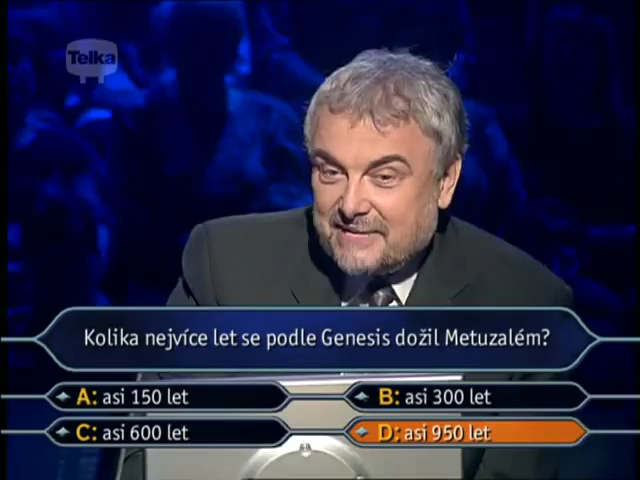 Telka
Kolika nejvíce let se podle Genesis dožil Metuzalém?
A: asi 150 let
B: asi 300 let
C: asi 600 let
D: asi 950 let